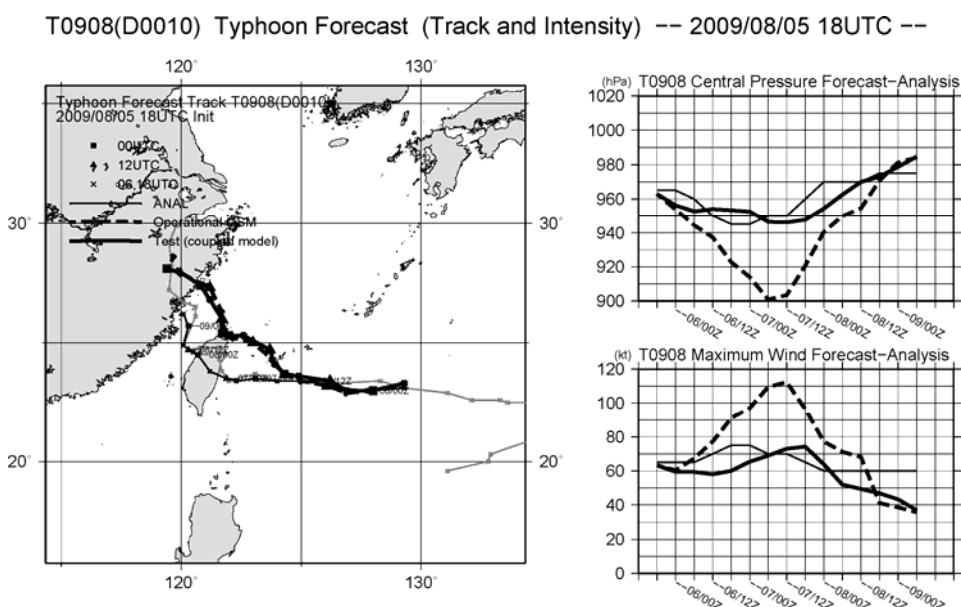 T0908(D0010) Typhoon Forecast (Track and Intensity) -- 2009/08/05 18UTC --
120° 130°
Typhoon Forecast Track T0908(D0010)
2009/08/05 18UTC Init
00UTC
12UTC
06,18UTC
ANAL
Operational GSM
Test (coupled model)
30° 30°
20° 20°
120° 130°
(hPa) T0908 Central Pressure Forecast-Analysis
1020
1000
980
960
940
920
900
--06/00Z --06/12Z --07/00Z --07/12Z --08/00Z --08/12Z --09/00Z
(kt) T0908 Maximum Wind Forecast-Analysis
120
100
80
60
40
20
0
--06/00Z --06/12Z --07/00Z --07/12Z --08/00Z --08/12Z --09/00Z